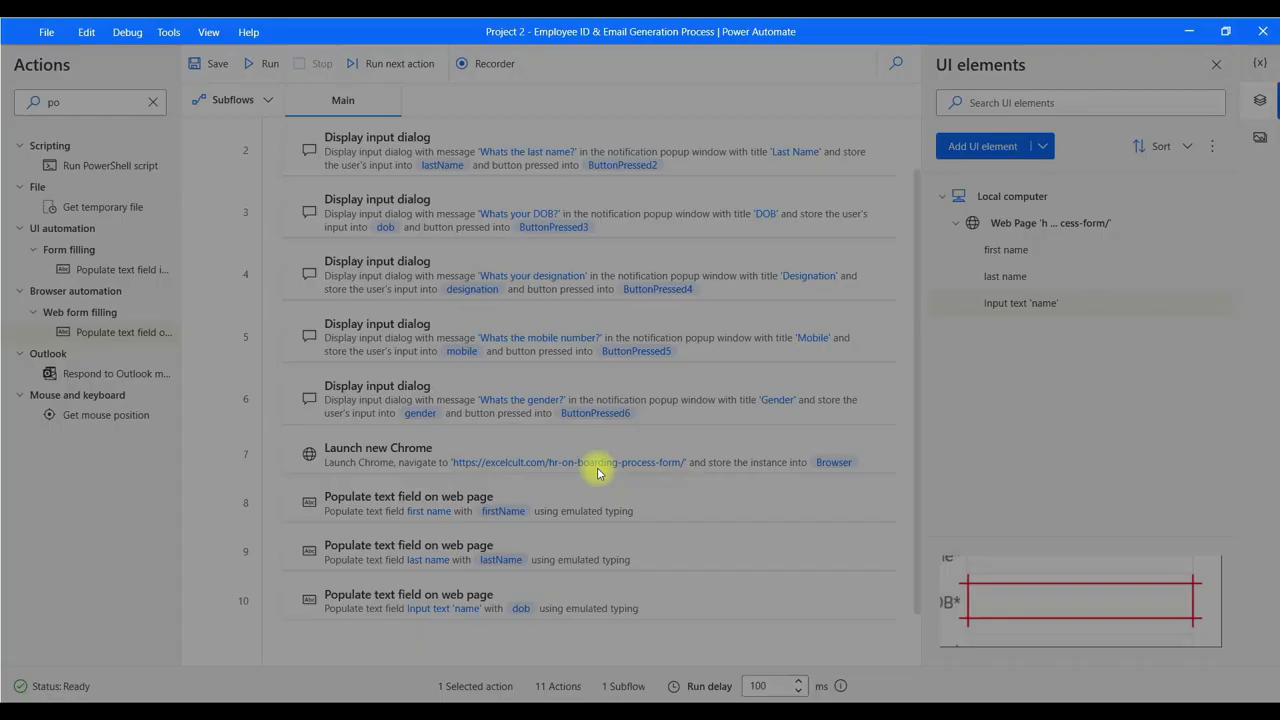 File Edit Debug Tools View Help
Project 2 - Employee ID & Email Generation Process | Power Automate
Actions
Save Run Stop Run next action Recorder
UI elements
po
Subflows Main
Search UI elements
Add UI element Sort
Scripting
Run PowerShell script
File
Get temporary file
UI automation
Form filling
Populate text field i...
Browser automation
Web form filling
Populate text field o...
Outlook
Respond to Outlook m...
Mouse and keyboard
Get mouse position
2
Display input dialog
Display input dialog with message 'Whats the last name?' in the notification popup window with title 'Last Name' and store
the user's input into lastName and button pressed into ButtonPressed2
3
Display input dialog
Display input dialog with message 'Whats your DOB?' in the notification popup window with title 'DOB' and store the user's
input into dob and button pressed into ButtonPressed3
4
Display input dialog
Display input dialog with message 'Whats your designation' in the notification popup window with title 'Designation' and
store the user's input into designation and button pressed into ButtonPressed4
5
Display input dialog
Display input dialog with message 'Whats the mobile number?' in the notification popup window with title 'Mobile' and
store the user's input into mobile and button pressed into ButtonPressed5
6
Display input dialog
Display input dialog with message 'Whats the gender?' in the notification popup window with title 'Gender' and store the
user's input into gender and button pressed into ButtonPressed6
7
Launch new Chrome
Launch Chrome, navigate to 'https://excelcult.com/hr-on-boarding-process-form/' and store the instance into Browser
8
Populate text field on web page
Populate text field first name with firstName using emulated typing
9
Populate text field on web page
Populate text field last name with lastName using emulated typing
10
Populate text field on web page
Populate text field Input text 'name' with dob using emulated typing
Local computer
Web Page 'h ... cess-form/'
first name
last name
Input text 'name'
OB*
Status: Ready 1 Selected action 11 Actions 1 Subflow Run delay 100 ms